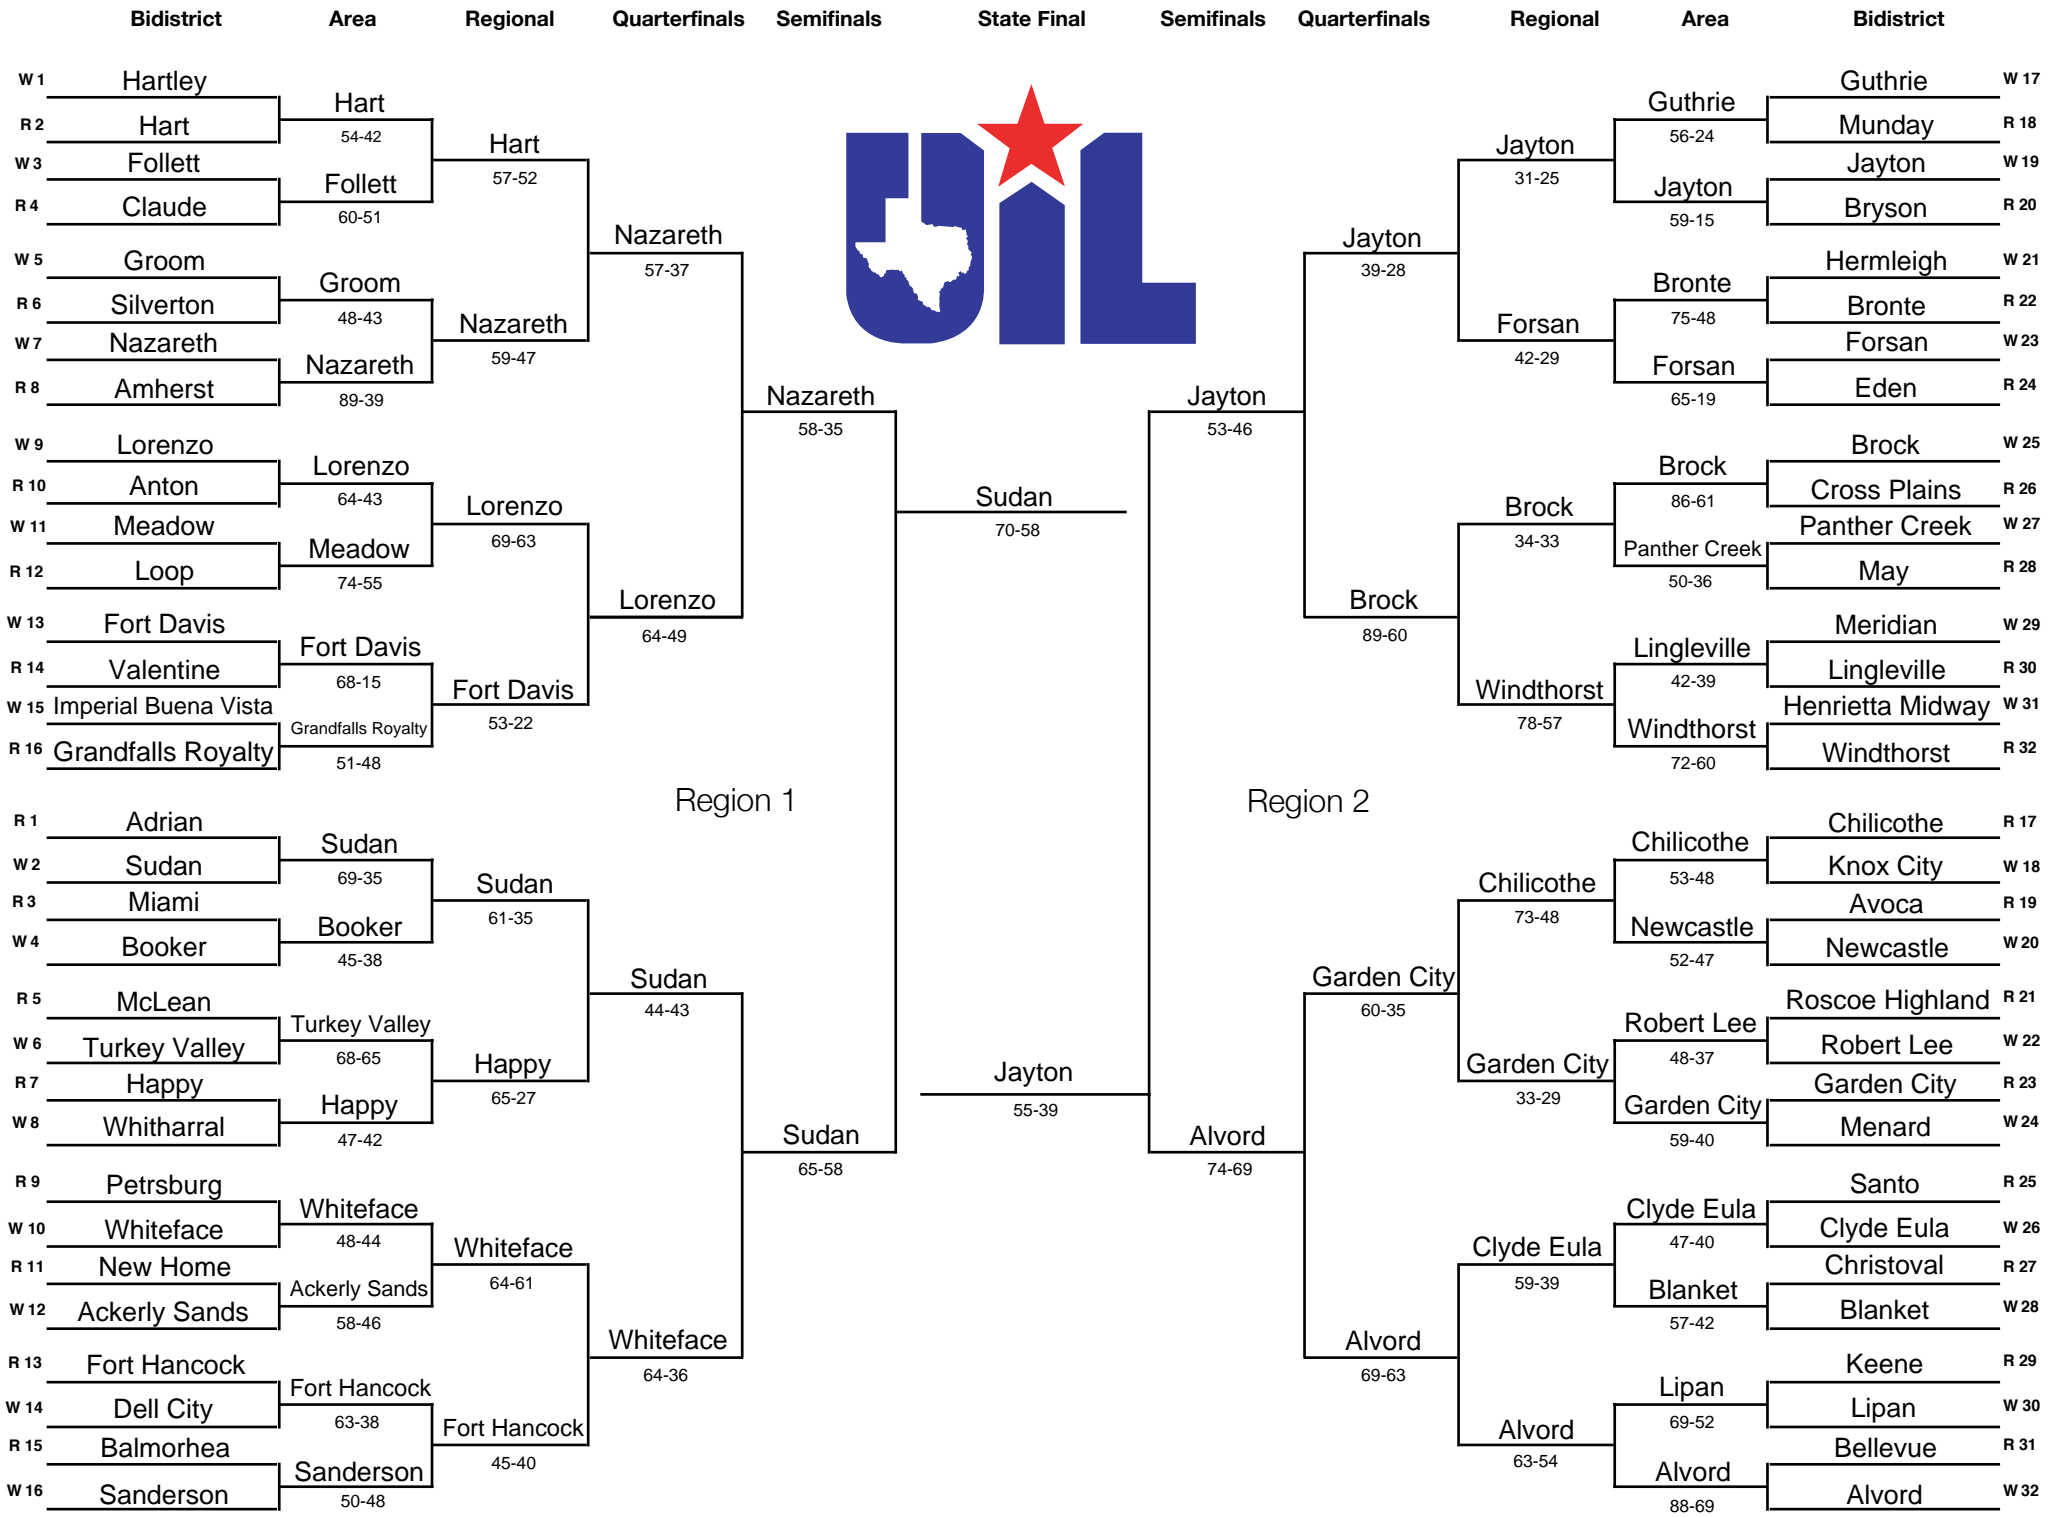 Bidistrict Area Regional Quarterfinals Semifinals State Final Semifinals Quarterfinals Regional Area Bidistrict
W 1 Hartley
Hart
54-42
R 2 Hart
Hart
57-52
W 3 Follett
Follett
60-51
R 4 Claude
Nazareth
57-37
W 5 Groom
Groom
48-43
R 6 Silverton
Nazareth
59-47
W 7 Nazareth
Nazareth
89-39
R 8 Amherst
Nazareth
58-35
W 9 Lorenzo
Lorenzo
64-43
R 10 Anton
Lorenzo
69-63
W 11 Meadow
Meadow
74-55
R 12 Loop
Lorenzo
64-49
W 13 Fort Davis
Fort Davis
68-15
R 14 Valentine
Fort Davis
53-22
W 15 Imperial Buena Vista
Grandfalls Royalty
51-48
R 16 Grandfalls Royalty
Region 1
Sudan
70-58
R 1 Adrian
Sudan
69-35
W 2 Sudan
Sudan
61-35
R 3 Miami
Booker
45-38
W 4 Booker
Sudan
44-43
R 5 McLean
Turkey Valley
68-65
W 6 Turkey Valley
Happy
65-27
R 7 Happy
Happy
47-42
W 8 Whitharral
Sudan
65-58
R 9 Petrsburg
Whiteface
48-44
W 10 Whiteface
Whiteface
64-61
R 11 New Home
Ackerly Sands
58-46
W 12 Ackerly Sands
Whiteface
64-36
R 13 Fort Hancock
Fort Hancock
63-38
W 14 Dell City
Fort Hancock
45-40
R 15 Balmorhea
Sanderson
50-48
W 16 Sanderson
UIL
Guthrie W 17
Guthrie
56-24
Munday R 18
Jayton
31-25
Jayton W 19
Jayton
59-15
Bryson R 20
Jayton
39-28
Hermleigh W 21
Bronte
75-48
Bronte R 22
Forsan
42-29
Forsan W 23
Forsan
65-19
Eden R 24
Jayton
53-46
Brock W 25
Brock
86-61
Cross Plains R 26
Brock
34-33
Panther Creek W 27
Panther Creek
50-36
May R 28
Brock
89-60
Meridian W 29
Lingleville
42-39
Lingleville R 30
Windthorst
78-57
Henrietta Midway W 31
Windthorst
72-60
Windthorst R 32
Region 2
Jayton
55-39
Chilicothe R 17
Chilicothe
53-48
Knox City W 18
Chilicothe
73-48
Avoca R 19
Newcastle
52-47
Newcastle W 20
Garden City
60-35
Roscoe Highland R 21
Robert Lee
48-37
Robert Lee W 22
Garden City
33-29
Garden City R 23
Garden City
59-40
Menard W 24
Alvord
74-69
Santo R 25
Clyde Eula
47-40
Clyde Eula W 26
Clyde Eula
59-39
Christoval R 27
Blanket
57-42
Blanket W 28
Alvord
69-63
Keene R 29
Lipan
69-52
Lipan W 30
Alvord
63-54
Bellevue R 31
Alvord
88-69
Alvord W 32